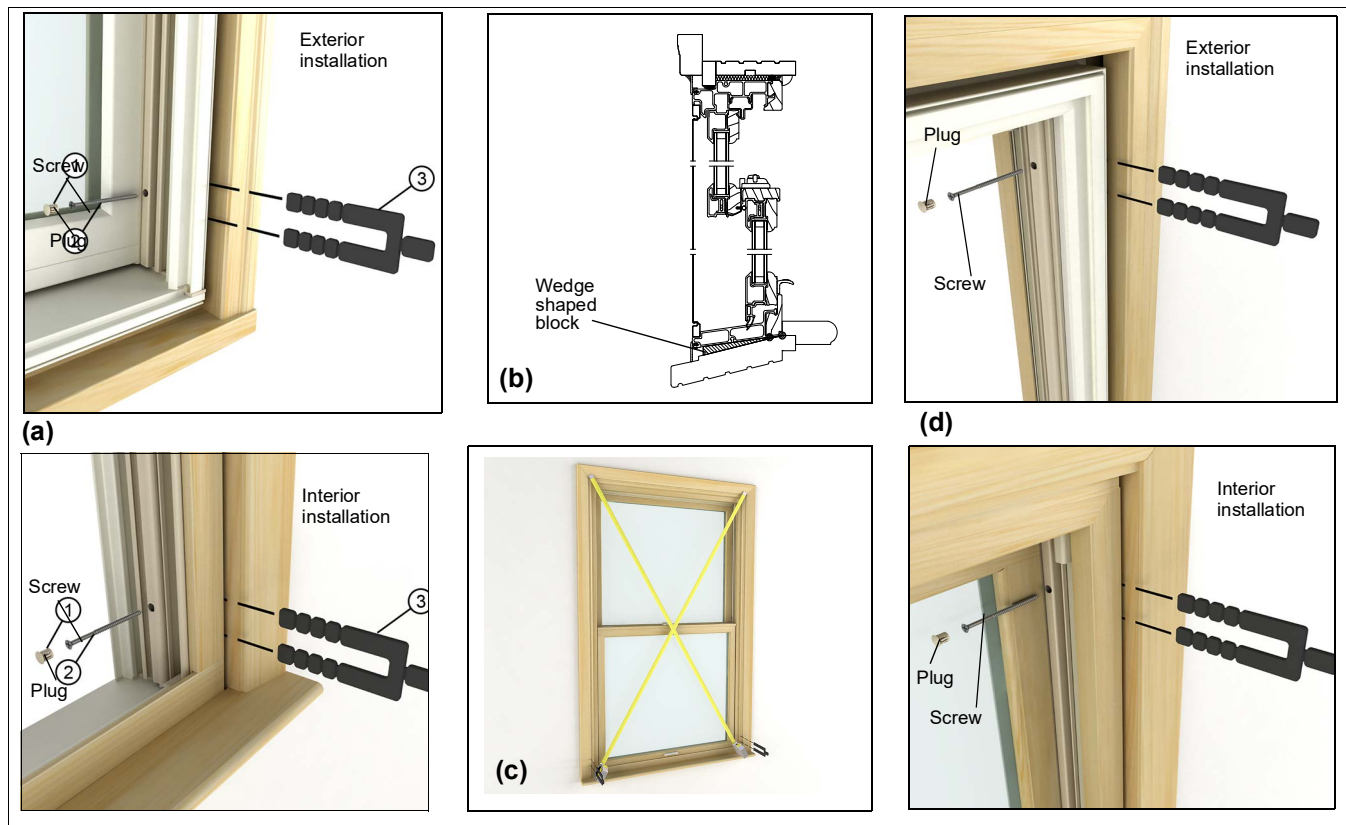 Exterior
installation
Screw
1
3
Plug
2
(a)
Wedge
shaped
block
(b)
Exterior
installation
Plug
Screw
(d)
Interior
installation
Screw
1
3
2
Plug
(c)
Interior
installation
Plug
Screw